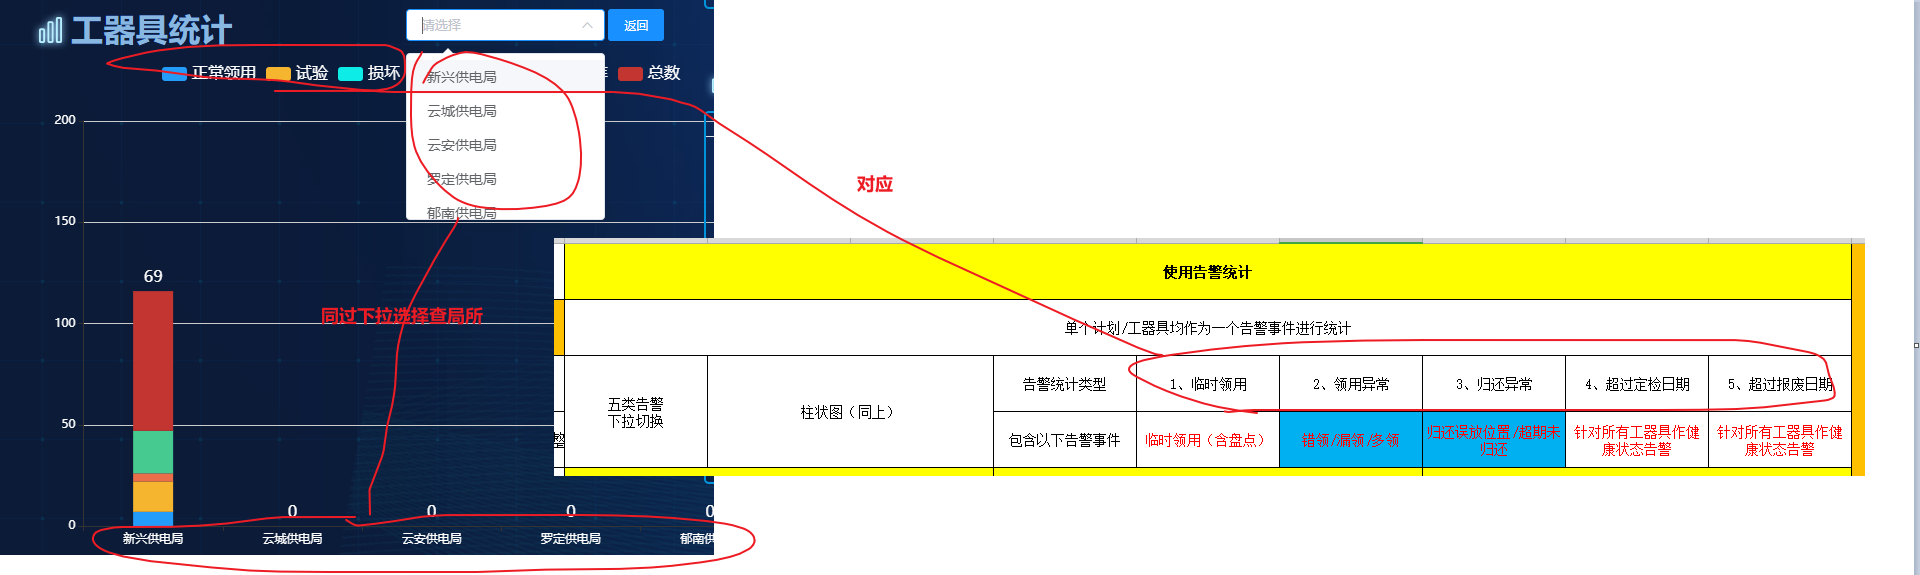 工器具统计
请选择
返回
正常领用
试验
损坏
库
总数
新兴供电局
云城供电局
云安供电局
罗定供电局
郁南供电局
200
150
100
50
0
69
0
0
0
0
新兴供电局
云城供电局
云安供电局
罗定供电局
郁南供
同过下拉选择查局所
对应
使用告警统计
单个计划/工器具均作为一个告警事件进行统计
五类告警
下拉切换
柱状图（同上）
告警统计类型
1、临时领用
2、领用异常
3、归还异常
4、超过定检日期
5、超过报废日期
整
包含以下告警事件
临时领用（含盘点）
错领/漏领/多领
归还误放位置/超期未
归还
针对所有工器具作健
康状态告警
针对所有工器具作健
康状态告警